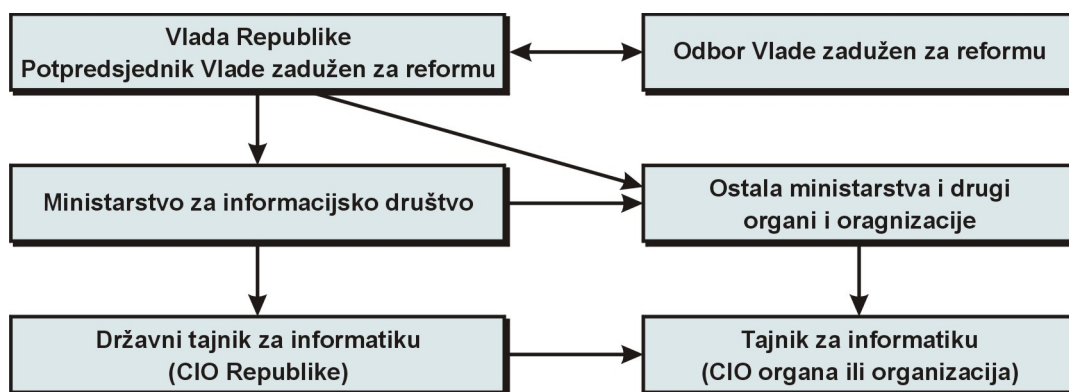 Vlada Republike
Potpredsjednik Vlade zadužen za reformu
Odbor Vlade zadužen za reformu
Ministarstvo za informacijsko društvo
Ostala ministarstva i drugi
organi i oragnizacije
Državni tajnik za informatiku
(CIO Republike)
Tajnik za informatiku
(CIO organa ili organizacija)